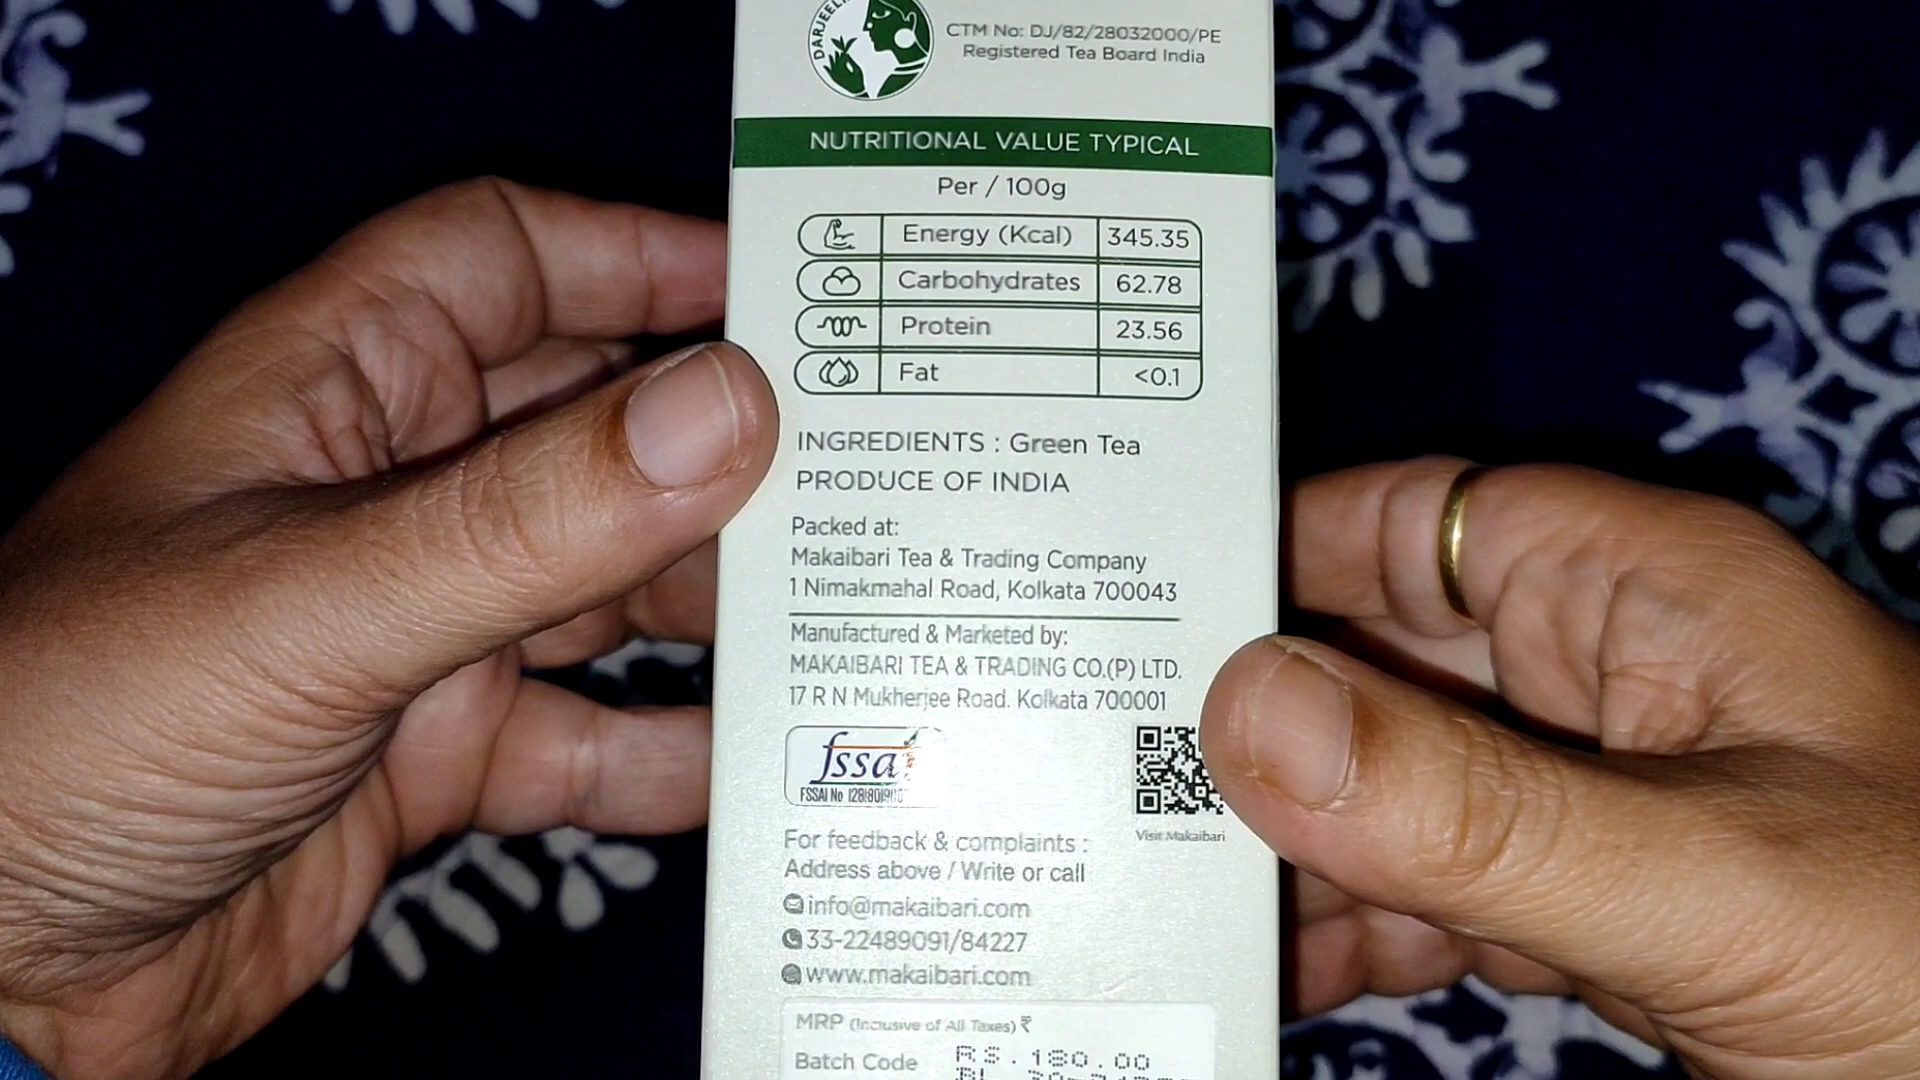 DARJEEL
CTM No: DJ/82/28032000/PE
Registered Tea Board India
NUTRITIONAL VALUE TYPICAL
Per / 100g
Energy (Kcal) 345.35
Carbohydrates 62.78
Protein 23.56
Fat <0.1
INGREDIENTS : Green Tea
PRODUCE OF INDIA
Packed at:
Makaibari Tea & Trading Company
1 Nimakmahal Road, Kolkata 700043
Manufactured & Marketed by:
MAKAIBARI TEA & TRADING CO.(P) LTD.
17 R N Mukherjee Road. Kolkata 700001
fssai
FSSAI No
Visit Makaibari
For feedback & complaints :
Address above / Write or call
info@makaibari.com
33-22489091/84227
www.makaibari.com
MRP (Inclusive of All Taxes) ₹
RS.180.00
Batch Code